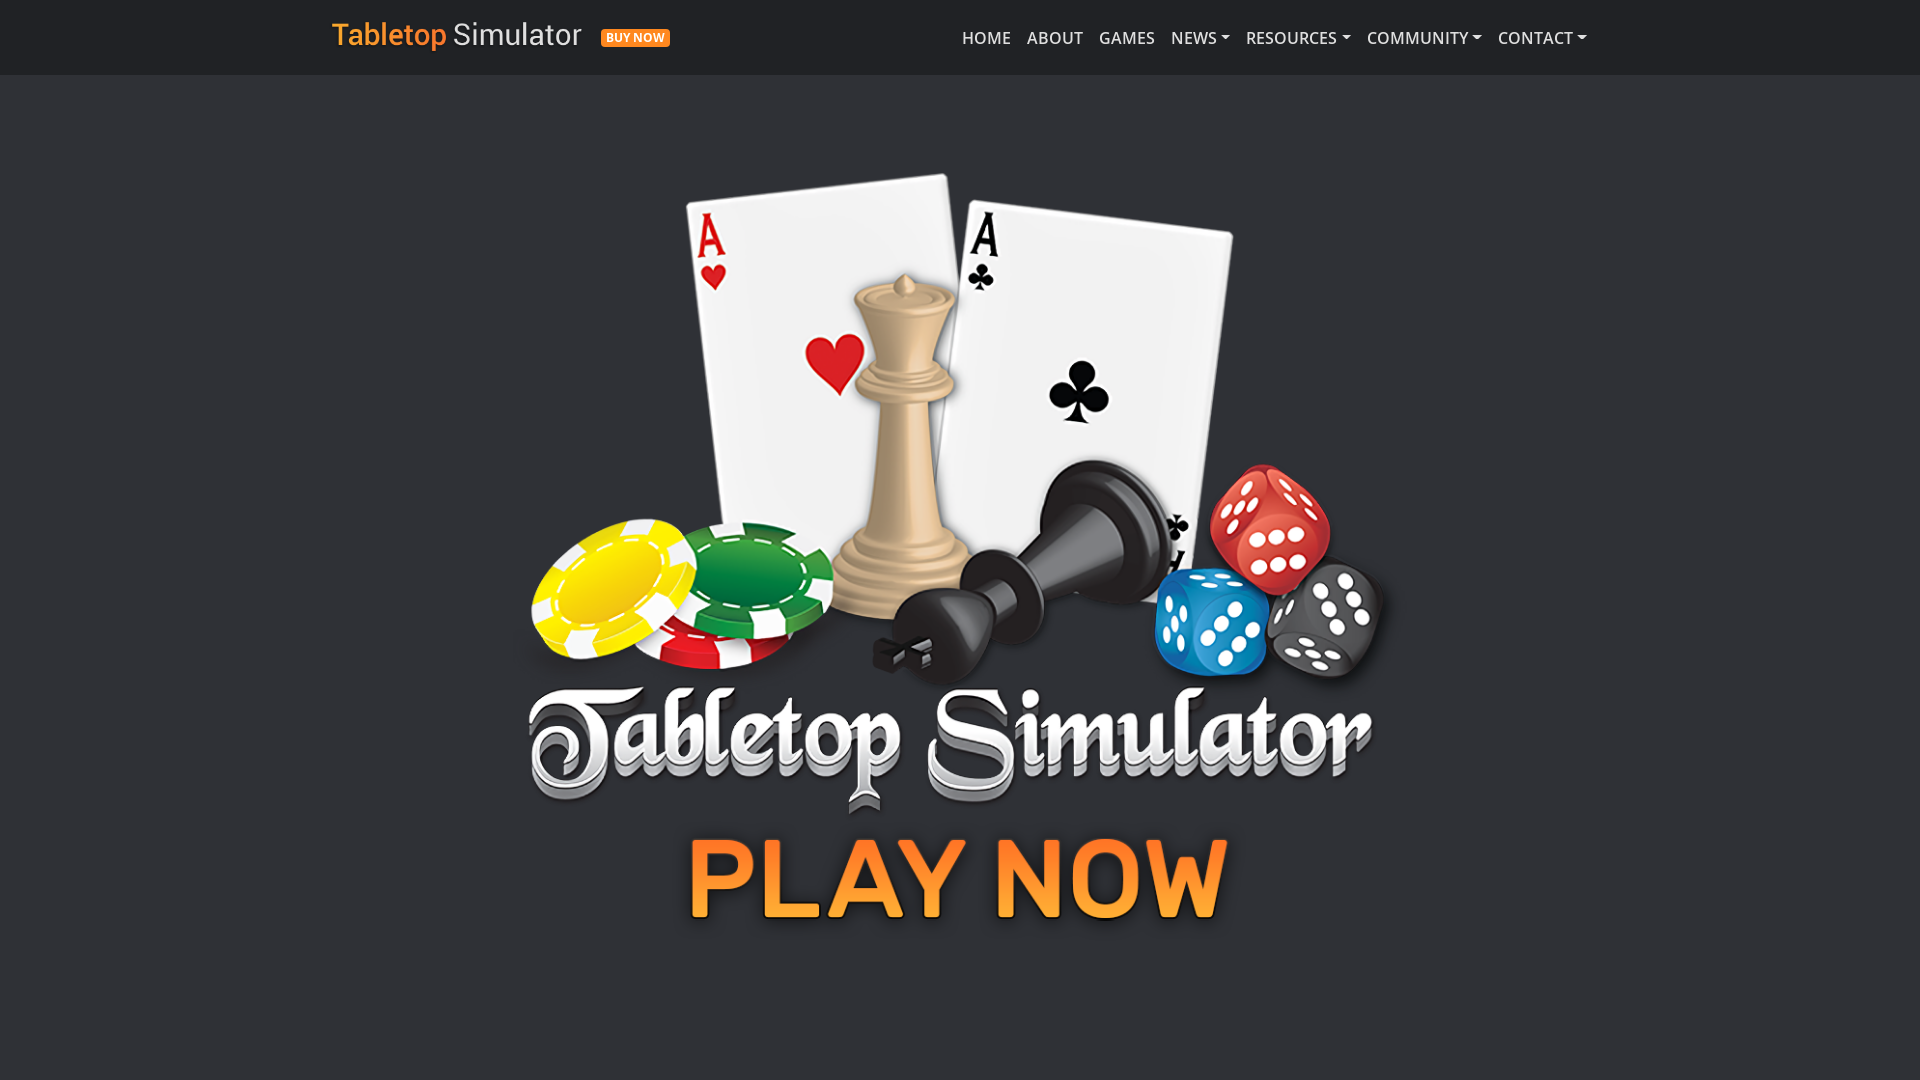 Tabletop Simulator BUY NOW HOME ABOUT GAMES NEWS RESOURCES COMMUNITY CONTACT
A A
A
Tabletop Simulator
PLAY NOW